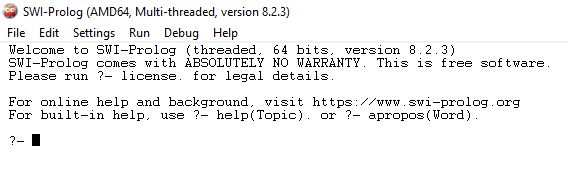 SWI-Prolog (AMD64, Multi-threaded, version 8.2.3)
File Edit Settings Run Debug Help
Welcome to SWI-Prolog (threaded, 64 bits, version 8.2.3)
SWI-Prolog comes with ABSOLUTELY NO WARRANTY. This is free software.
Please run ?- license. for legal details.
For online help and background, visit https://www.swi-prolog.org
For built-in help, use ?- help(Topic). or ?- apropos(Word).
?-